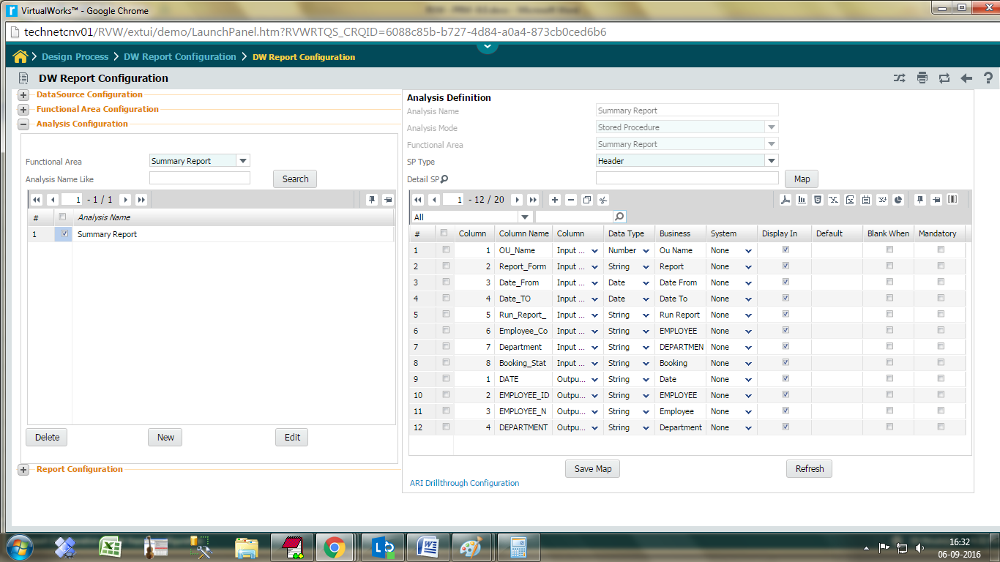 VirtualWorks™ - Google Chrome
technetcnv01/RVW/extui/demo/LaunchPanel.htm?RVWRTQS_CRQID=6088c85b-b727-4d84-a0a4-873cb0ced6b6
Design Process > DW Report Configuration > DW Report Configuration
DW Report Configuration
DataSource Configuration
Functional Area Configuration
Analysis Configuration
Functional Area Summary Report
Analysis Name Like Search
1 - 1 / 1
# Analysis Name
1 Summary Report
Delete New Edit
Report Configuration
Analysis Definition
Analysis Name Summary Report
Analysis Mode Stored Procedure
Functional Area Summary Report
SP Type Header
Detail SP Map
1 - 12 / 20
All
# Column Column Name Column Data Type Business System Display In Default Blank When Mandatory
1 1 OU_Name Input ... Number Ou Name None
2 2 Report_Form Input ... String Report None
3 3 Date_From Input ... Date Date From None
4 4 Date_TO Input ... Date Date To None
5 5 Run_Report_ Input ... String Run Report None
6 6 Employee_Co Input ... String EMPLOYEE None
7 7 Department Input ... String DEPARTMEN None
8 8 Booking_Stat Input ... String Booking None
9 1 DATE Outpu... String Date None
10 2 EMPLOYEE_ID Outpu... String EMPLOYEE None
11 3 EMPLOYEE_N Outpu... String Employee None
12 4 DEPARTMENT Outpu... String Department None
Save Map Refresh
ARI Drillthrough Configuration
16:32
06-09-2016